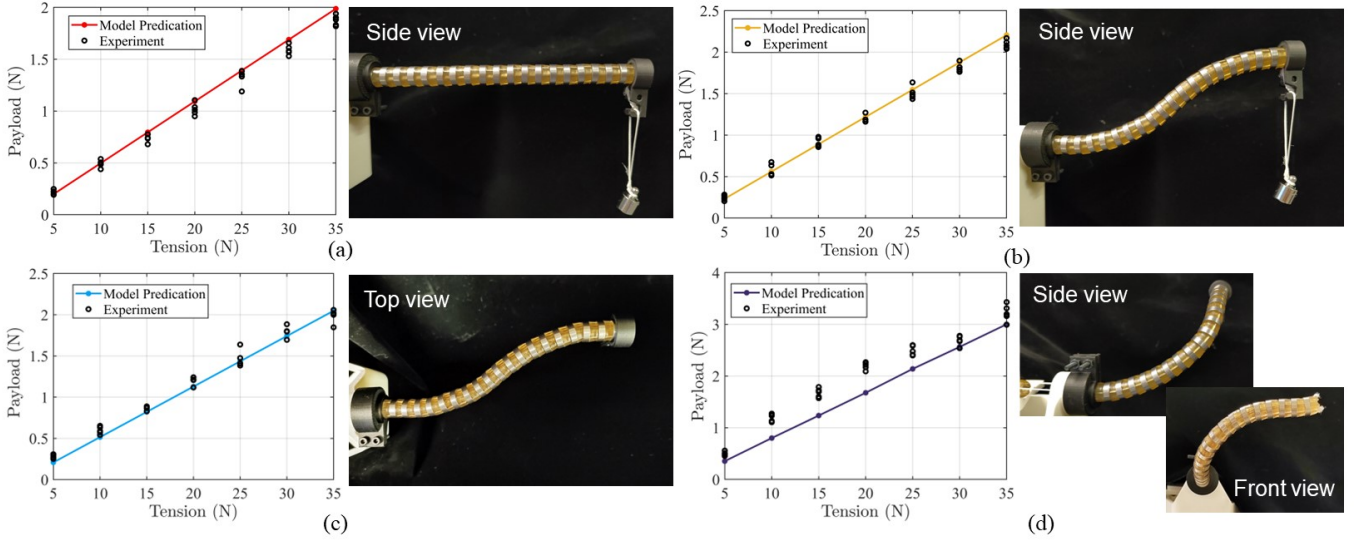 2
1.5
1
0.5
0
Payload (N)
Model Predication
Experiment
5 10 15 20 25 30 35
Tension (N)
(a)
Side view
2.5
2
1.5
1
0.5
0
Payload (N)
Model Predication
Experiment
5 10 15 20 25 30 35
Tension (N)
(b)
Side view
2.5
2
1.5
1
0.5
0
Payload (N)
Model Predication
Experiment
5 10 15 20 25 30 35
Tension (N)
(c)
Top view
4
3
2
1
0
Payload (N)
Model Predication
Experiment
5 10 15 20 25 30 35
Tension (N)
(d)
Side view
Front view